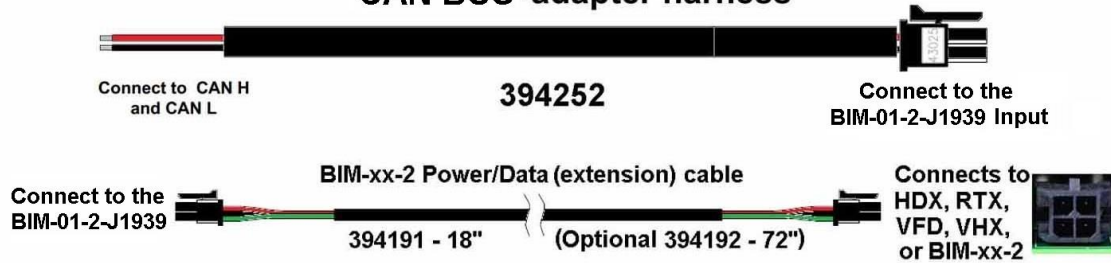 CAN BUS adapter harness
Connect to CAN H
and CAN L
394252
43025
Connect to the
BIM-01-2-J1939 Input
BIM-xx-2 Power/Data (extension) cable
Connect to the
BIM-01-2-J1939
394191 - 18"
(Optional 394192 - 72")
Connects to
HDX, RTX,
VFD, VHX,
or BIM-xx-2